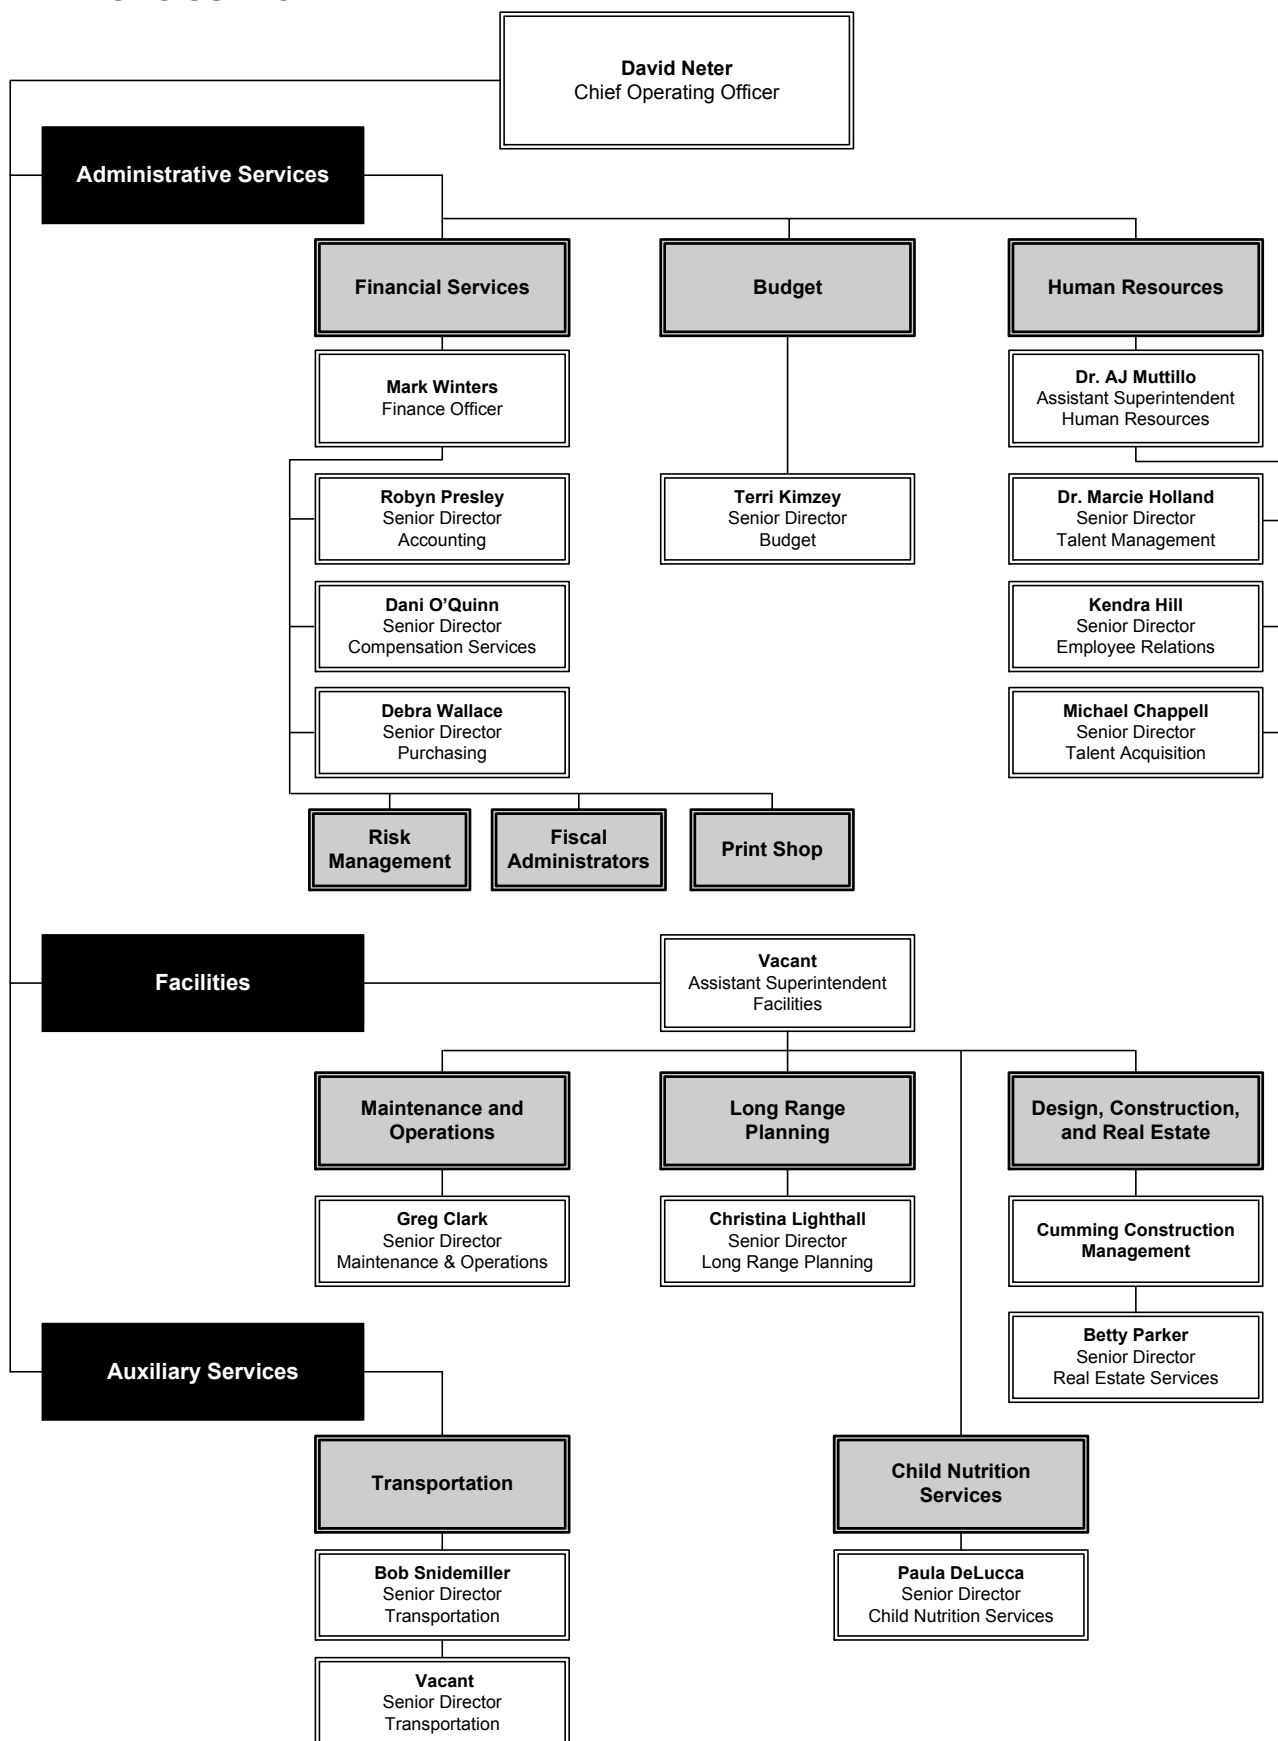 David Neter
Chief Operating Officer
Administrative Services
Financial Services
Budget
Human Resources
Mark Winters
Finance Officer
Dr. AJ Muttillo
Assistant Superintendent
Human Resources
Robyn Presley
Senior Director
Accounting
Terri Kimzey
Senior Director
Budget
Dr. Marcie Holland
Senior Director
Talent Management
Dani O’Quinn
Senior Director
Compensation Services
Kendra Hill
Senior Director
Employee Relations
Debra Wallace
Senior Director
Purchasing
Michael Chappell
Senior Director
Talent Acquisition
Risk
Management
Fiscal
Administrators
Print Shop
Facilities
Vacant
Assistant Superintendent
Facilities
Maintenance and
Operations
Long Range
Planning
Design, Construction,
and Real Estate
Greg Clark
Senior Director
Maintenance & Operations
Christina Lighthall
Senior Director
Long Range Planning
Cumming Construction
Management
Betty Parker
Senior Director
Real Estate Services
Auxiliary Services
Transportation
Child Nutrition
Services
Bob Snidemiller
Senior Director
Transportation
Paula DeLucca
Senior Director
Child Nutrition Services
Vacant
Senior Director
Transportation